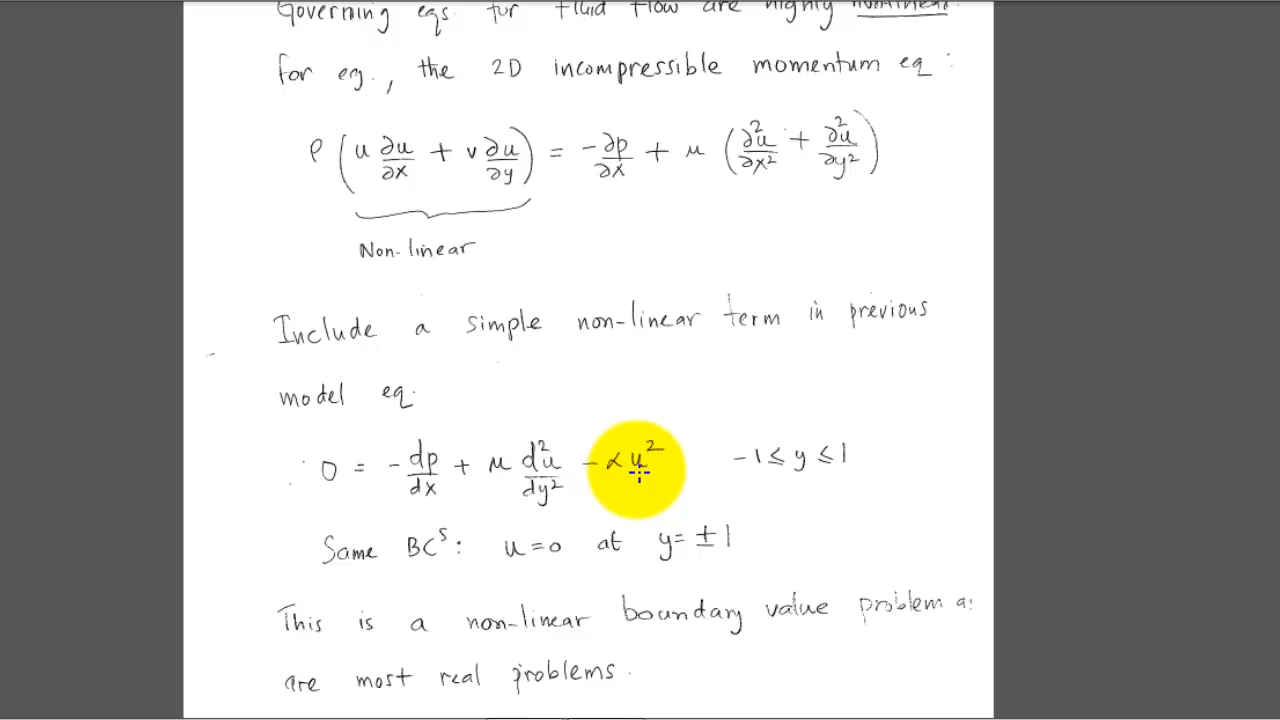 Governing eqs for fluid flow are highly nonlinear.
for eg., the 2D incompressible momentum eq :
ρ (u ∂u/∂x + v ∂u/∂y) = -∂p/∂x + μ (∂²u/∂x² + ∂²u/∂y²)
Non-linear
Include a simple non-linear term in previous
model eq.
∴ 0 = - dp/dx + μ d²u/dy² - αu² -1 ≤ y ≤ 1
Same BCs: u=0 at y= ±1
This is a non-linear boundary value problem as
are most real problems.